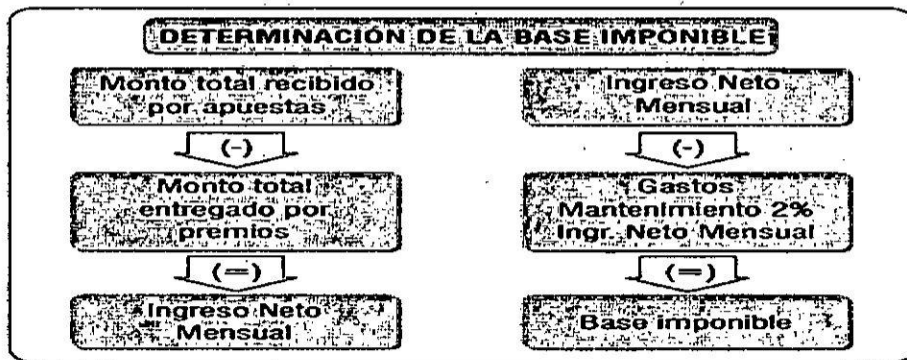 DETERMINACIÓN DE LA BASE IMPONIBLE
Monto total recibido
por apuestas
(-)
Monto total
entregado por
premios
(=)
Ingreso Neto
Mensual
Ingreso Neto
Mensual
(-)
Gastos
Mantenimiento 2%
Ingr. Neto Mensual
(=)
Base imponible